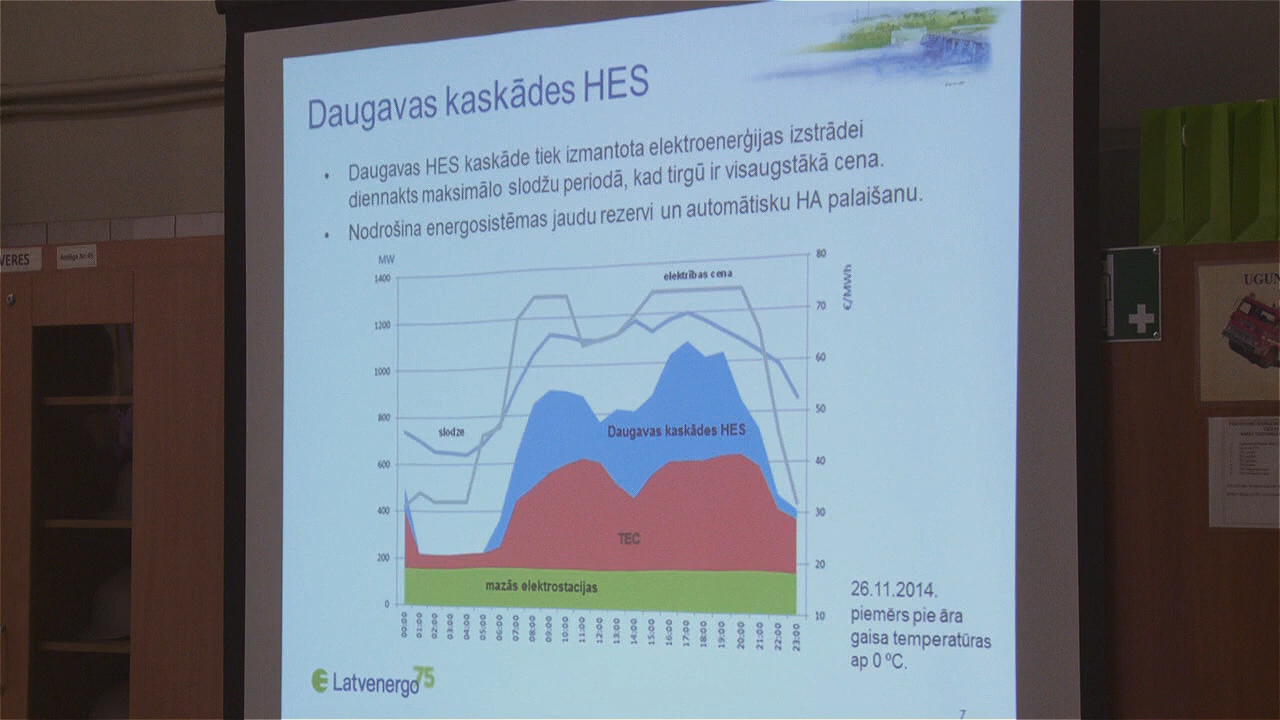 Daugavas kaskādes HES
• Daugavas HES kaskāde tiek izmantota elektroenerģijas izstrādei
diennakts maksimālo slodžu periodā, kad tirgū ir visaugstākā cena.
• Nodrošina energosistēmas jaudu rezervi un automātisku HA palaišanu.
MW
1400
1200
1000
800
600
400
200
0
80
70
60
50
40
30
20
10
€/MWh
elektrības cena
slodze
Daugavas kaskādes HES
TEC
mazās elektrostacijas
00:00 01:00 02:00 03:00 04:00 05:00 06:00 07:00 08:00 09:00 10:00 11:00 12:00 13:00 14:00 15:00 16:00 17:00 18:00 19:00 20:00 21:00 22:00 23:00
26.11.2014.
piemērs pie āra
gaisa temperatūras
ap 0 ºC.
Latvenergo 75
7
VERES
UGUN